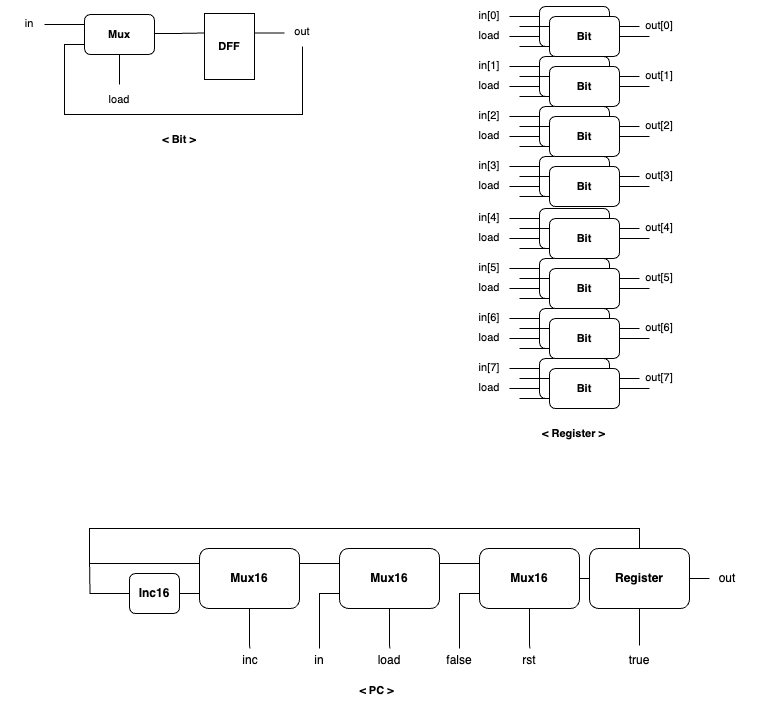 in
Mux
DFF
out
load
< Bit >
in[0]
load
Bit
out[0]
in[1]
load
Bit
out[1]
in[2]
load
Bit
out[2]
in[3]
load
Bit
out[3]
in[4]
load
Bit
out[4]
in[5]
load
Bit
out[5]
in[6]
load
Bit
out[6]
in[7]
load
Bit
out[7]
< Register >
Inc16
Mux16
Mux16
Mux16
Register
out
inc
in
load
false
rst
true
< PC >